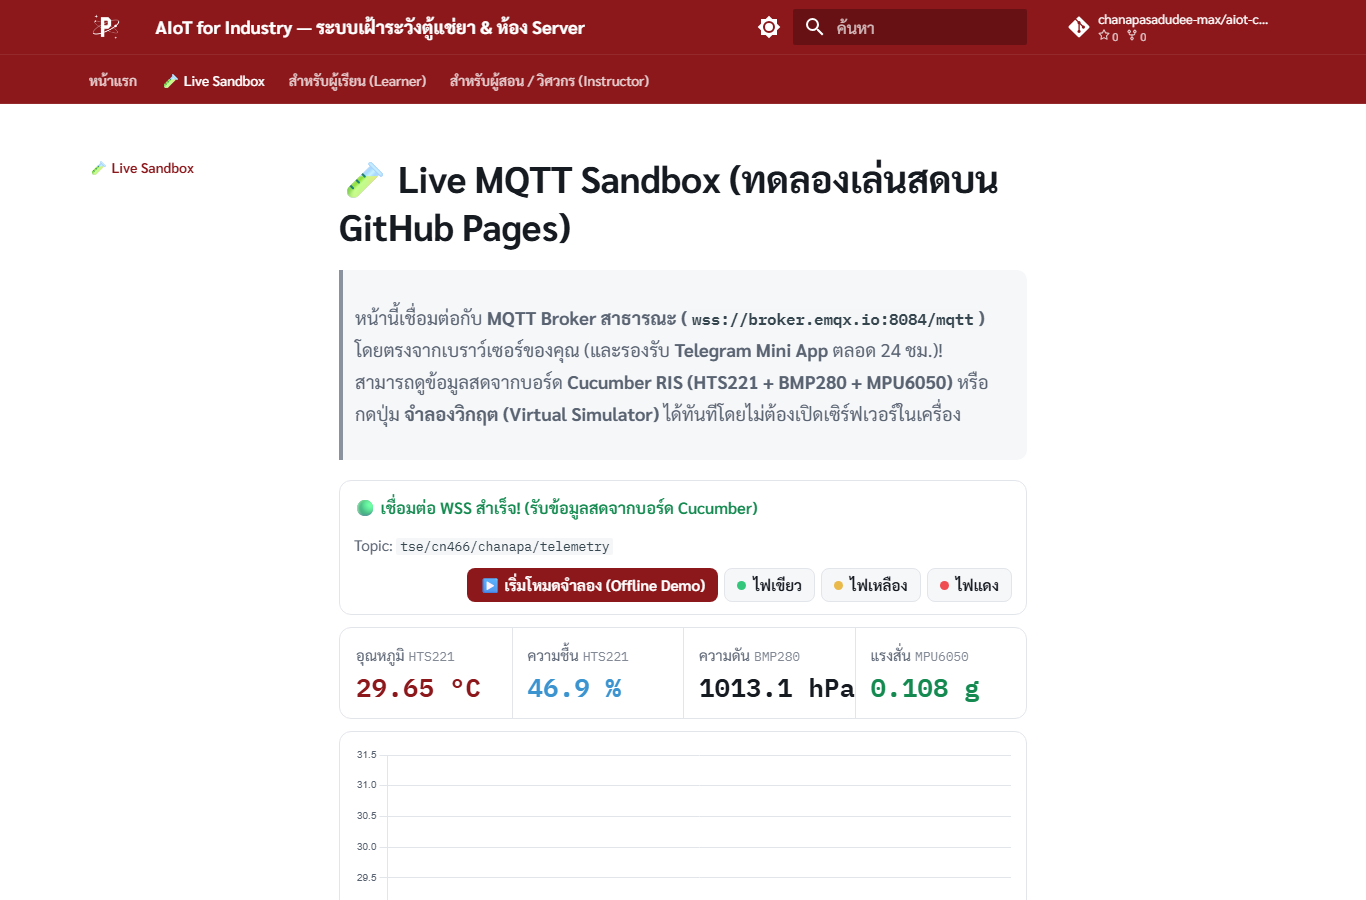 AIoT for Industry — ระบบเฝ้าระวังตู้แช่ยา & ห้อง Server
ค้นหา
chanapasadudee-max/aiot-c...
0 0
หน้าแรก
Live Sandbox
สำหรับผู้เรียน (Learner)
สำหรับผู้สอน / วิศวกร (Instructor)
Live Sandbox
Live MQTT Sandbox (ทดลองเล่นสดบน
GitHub Pages)
หน้านี้เชื่อมต่อกับ MQTT Broker สาธารณะ ( wss://broker.emqx.io:8084/mqtt )
โดยตรงจากเบราว์เซอร์ของคุณ (และรองรับ Telegram Mini App ตลอด 24 ชม.)!
สามารถดูข้อมูลสดจากบอร์ด Cucumber RIS (HTS221 + BMP280 + MPU6050) หรือ
กดปุ่ม จำลองวิกฤต (Virtual Simulator) ได้ทันทีโดยไม่ต้องเปิดเซิร์ฟเวอร์ในเครื่อง
เชื่อมต่อ WSS สำเร็จ! (รับข้อมูลสดจากบอร์ด Cucumber)
Topic: tse/cn466/chanapa/telemetry
เริ่มโหมดจำลอง (Offline Demo)
ไฟเขียว
ไฟเหลือง
ไฟแดง
อุณหภูมิ HTS221
29.65 °C
ความชื้น HTS221
46.9 %
ความดัน BMP280
1013.1 hPa
แรงสั่น MPU6050
0.108 g
31.5
31.0
30.5
30.0
29.5